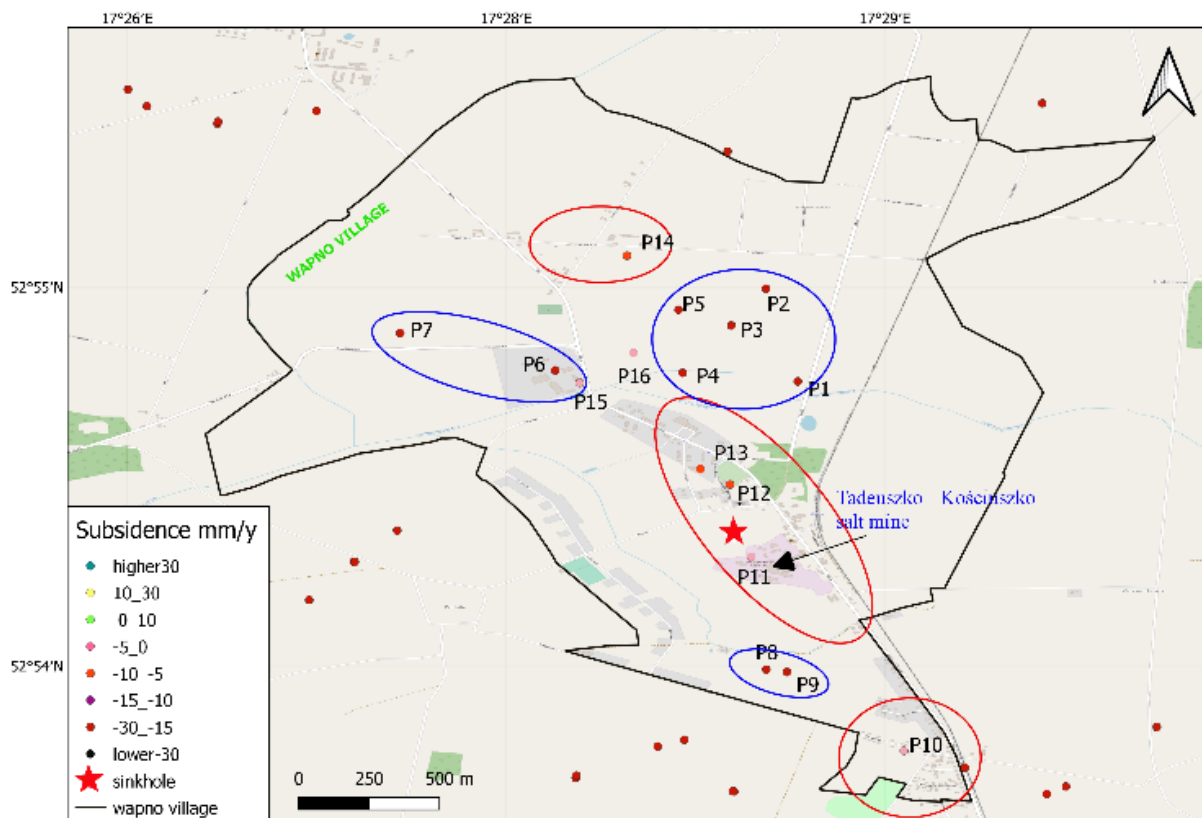 17°26'E 17°28'E 17°29'E
WAPNO VILLAGE
P14
52°55'N
P5 P2
P3
P7
P6 P16 P4 P1
P15
P13
P12
Tadeuszko Kościuszko
salt mine
P11
52°54'N
P8
P9
P10
Subsidence mm/y
higher30
10_30
0 10
-5_0
-10 -5
-15_-10
-30_-15
lower-30
sinkhole
wapno village
0 250 500 m